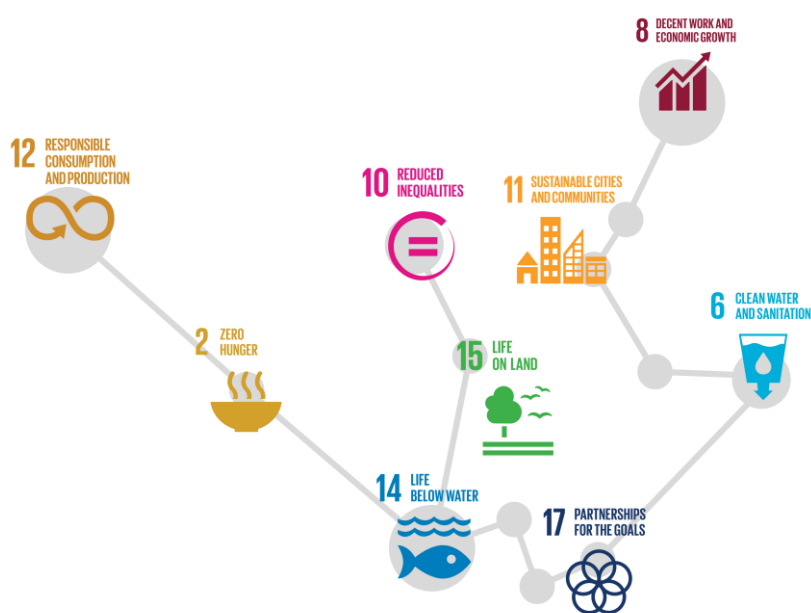 8 DECENT WORK AND
ECONOMIC GROWTH
12 RESPONSIBLE
CONSUMPTION
AND PRODUCTION
10 REDUCED
INEQUALITIES
11 SUSTAINABLE CITIES
AND COMMUNITIES
6 CLEAN WATER
AND SANITATION
2 ZERO
HUNGER
15 LIFE
ON LAND
14 LIFE
BELOW WATER
17 PARTNERSHIPS
FOR THE GOALS